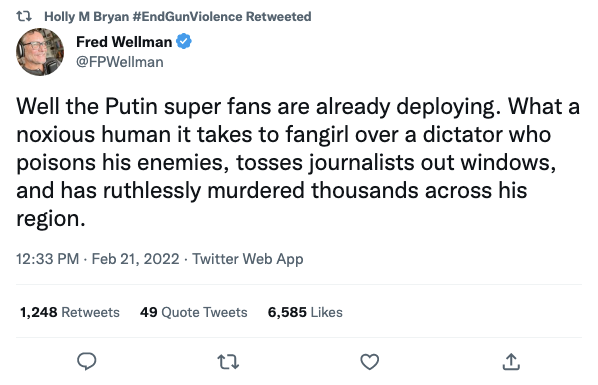 Holly M Bryan #EndGunViolence Retweeted
Fred Wellman
@FPWellman
Well the Putin super fans are already deploying. What a
noxious human it takes to fangirl over a dictator who
poisons his enemies, tosses journalists out windows,
and has ruthlessly murdered thousands across his
region.
12:33 PM · Feb 21, 2022 · Twitter Web App
1,248 Retweets 49 Quote Tweets 6,585 Likes